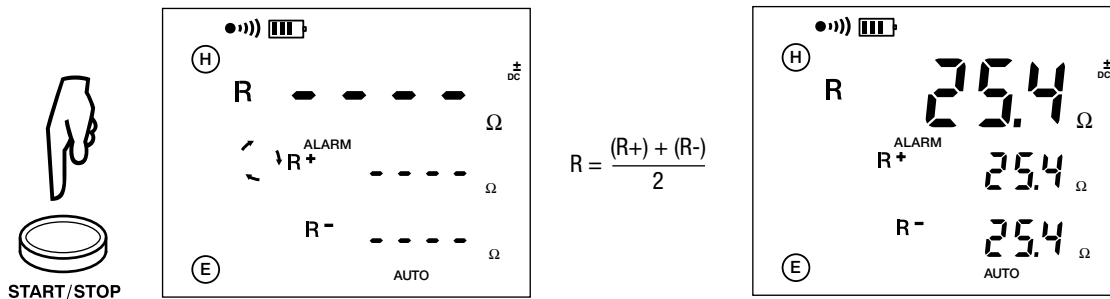 START/STOP
H
R - - - -
± DC
Ω
ALARM
R+ - - - -
Ω
R- - - - -
Ω
E
AUTO
R = (R+) + (R-) / 2
H
R 25.4
± DC
Ω
ALARM
R+ 25.4 Ω
R- 25.4 Ω
E
AUTO